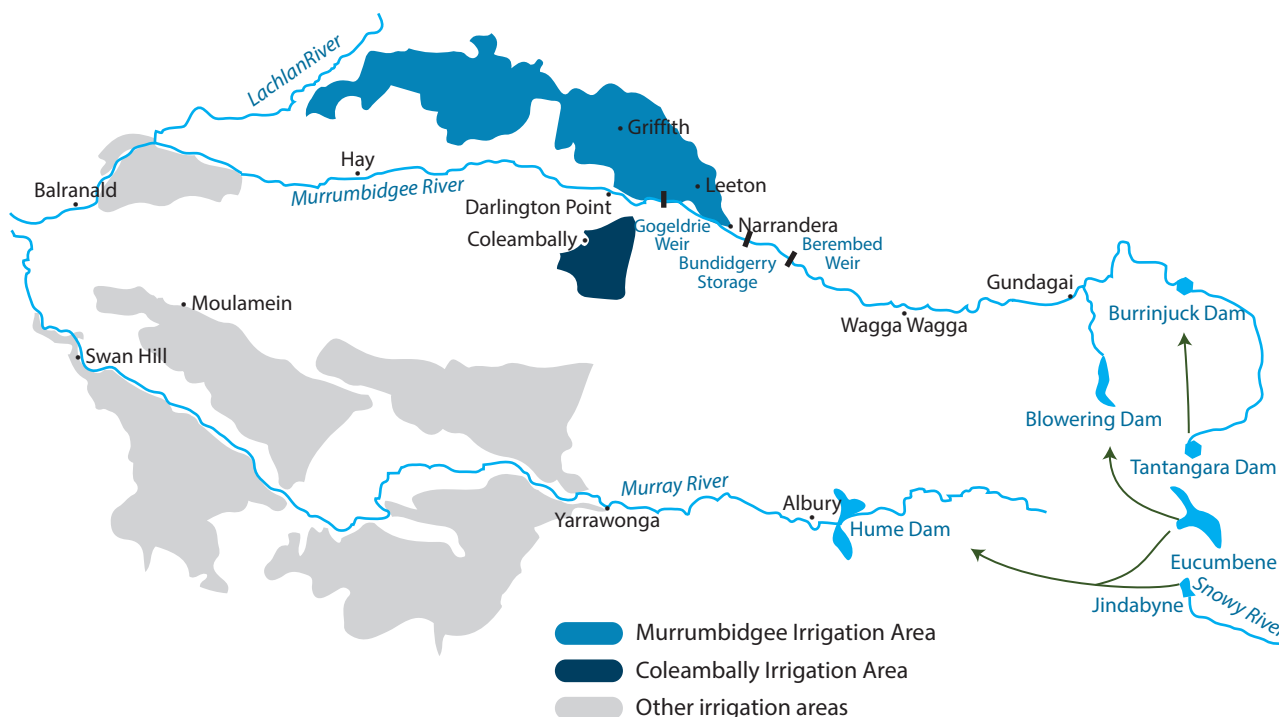 LachlanRiver
Griffith
Hay
Leeton
Balranald
Murrumbidgee River
Darlington Point
Narrandera
Gogeldrie
Weir
Coleambally
Berembed
Weir
Bundidgerry
Storage
Gundagai
Moulamein
Burrinjuck Dam
Wagga Wagga
Swan Hill
Blowering Dam
Tantangara Dam
Murray River
Albury
Yarrawonga
Hume Dam
Eucumbene
Jindabyne
Snowy River
Murrumbidgee Irrigation Area
Coleambally Irrigation Area
Other irrigation areas